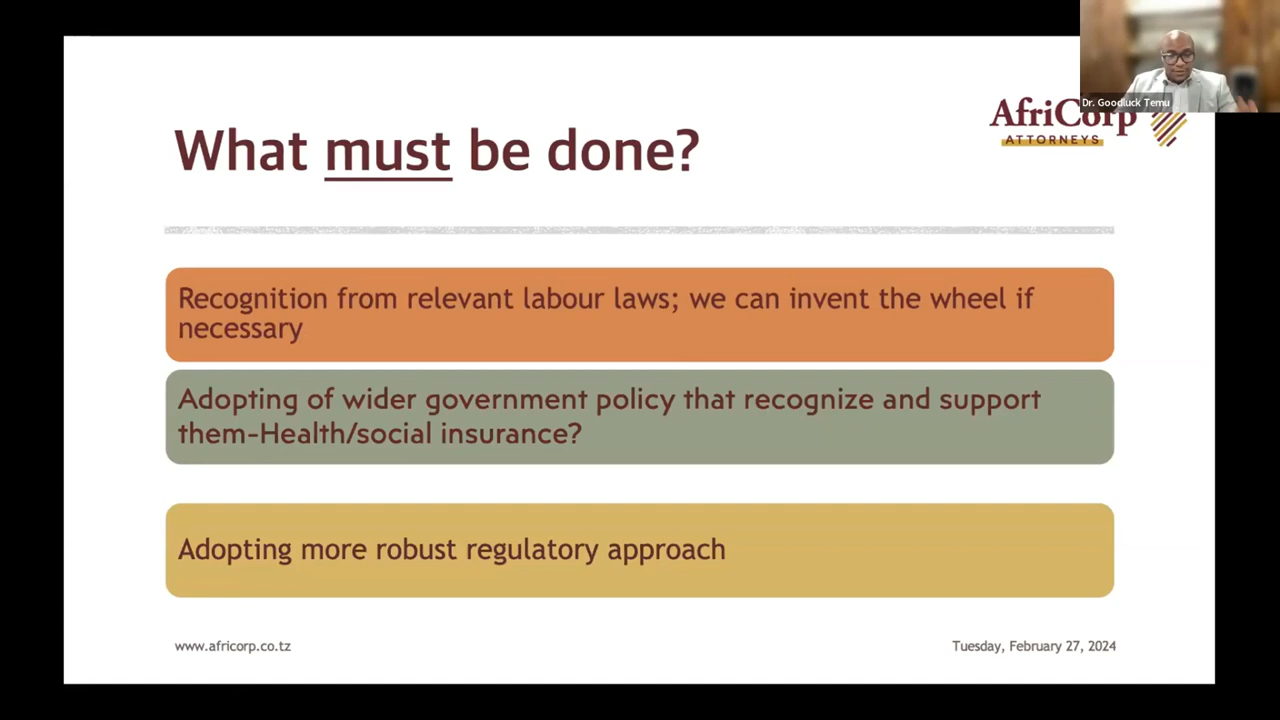 Dr. Goodluck Temu
AfriCorp
ATTORNEYS
What must be done?
Recognition from relevant labour laws; we can invent the wheel if
necessary
Adopting of wider government policy that recognize and support
them-Health/social insurance?
Adopting more robust regulatory approach
www.africorp.co.tz
Tuesday, February 27, 2024